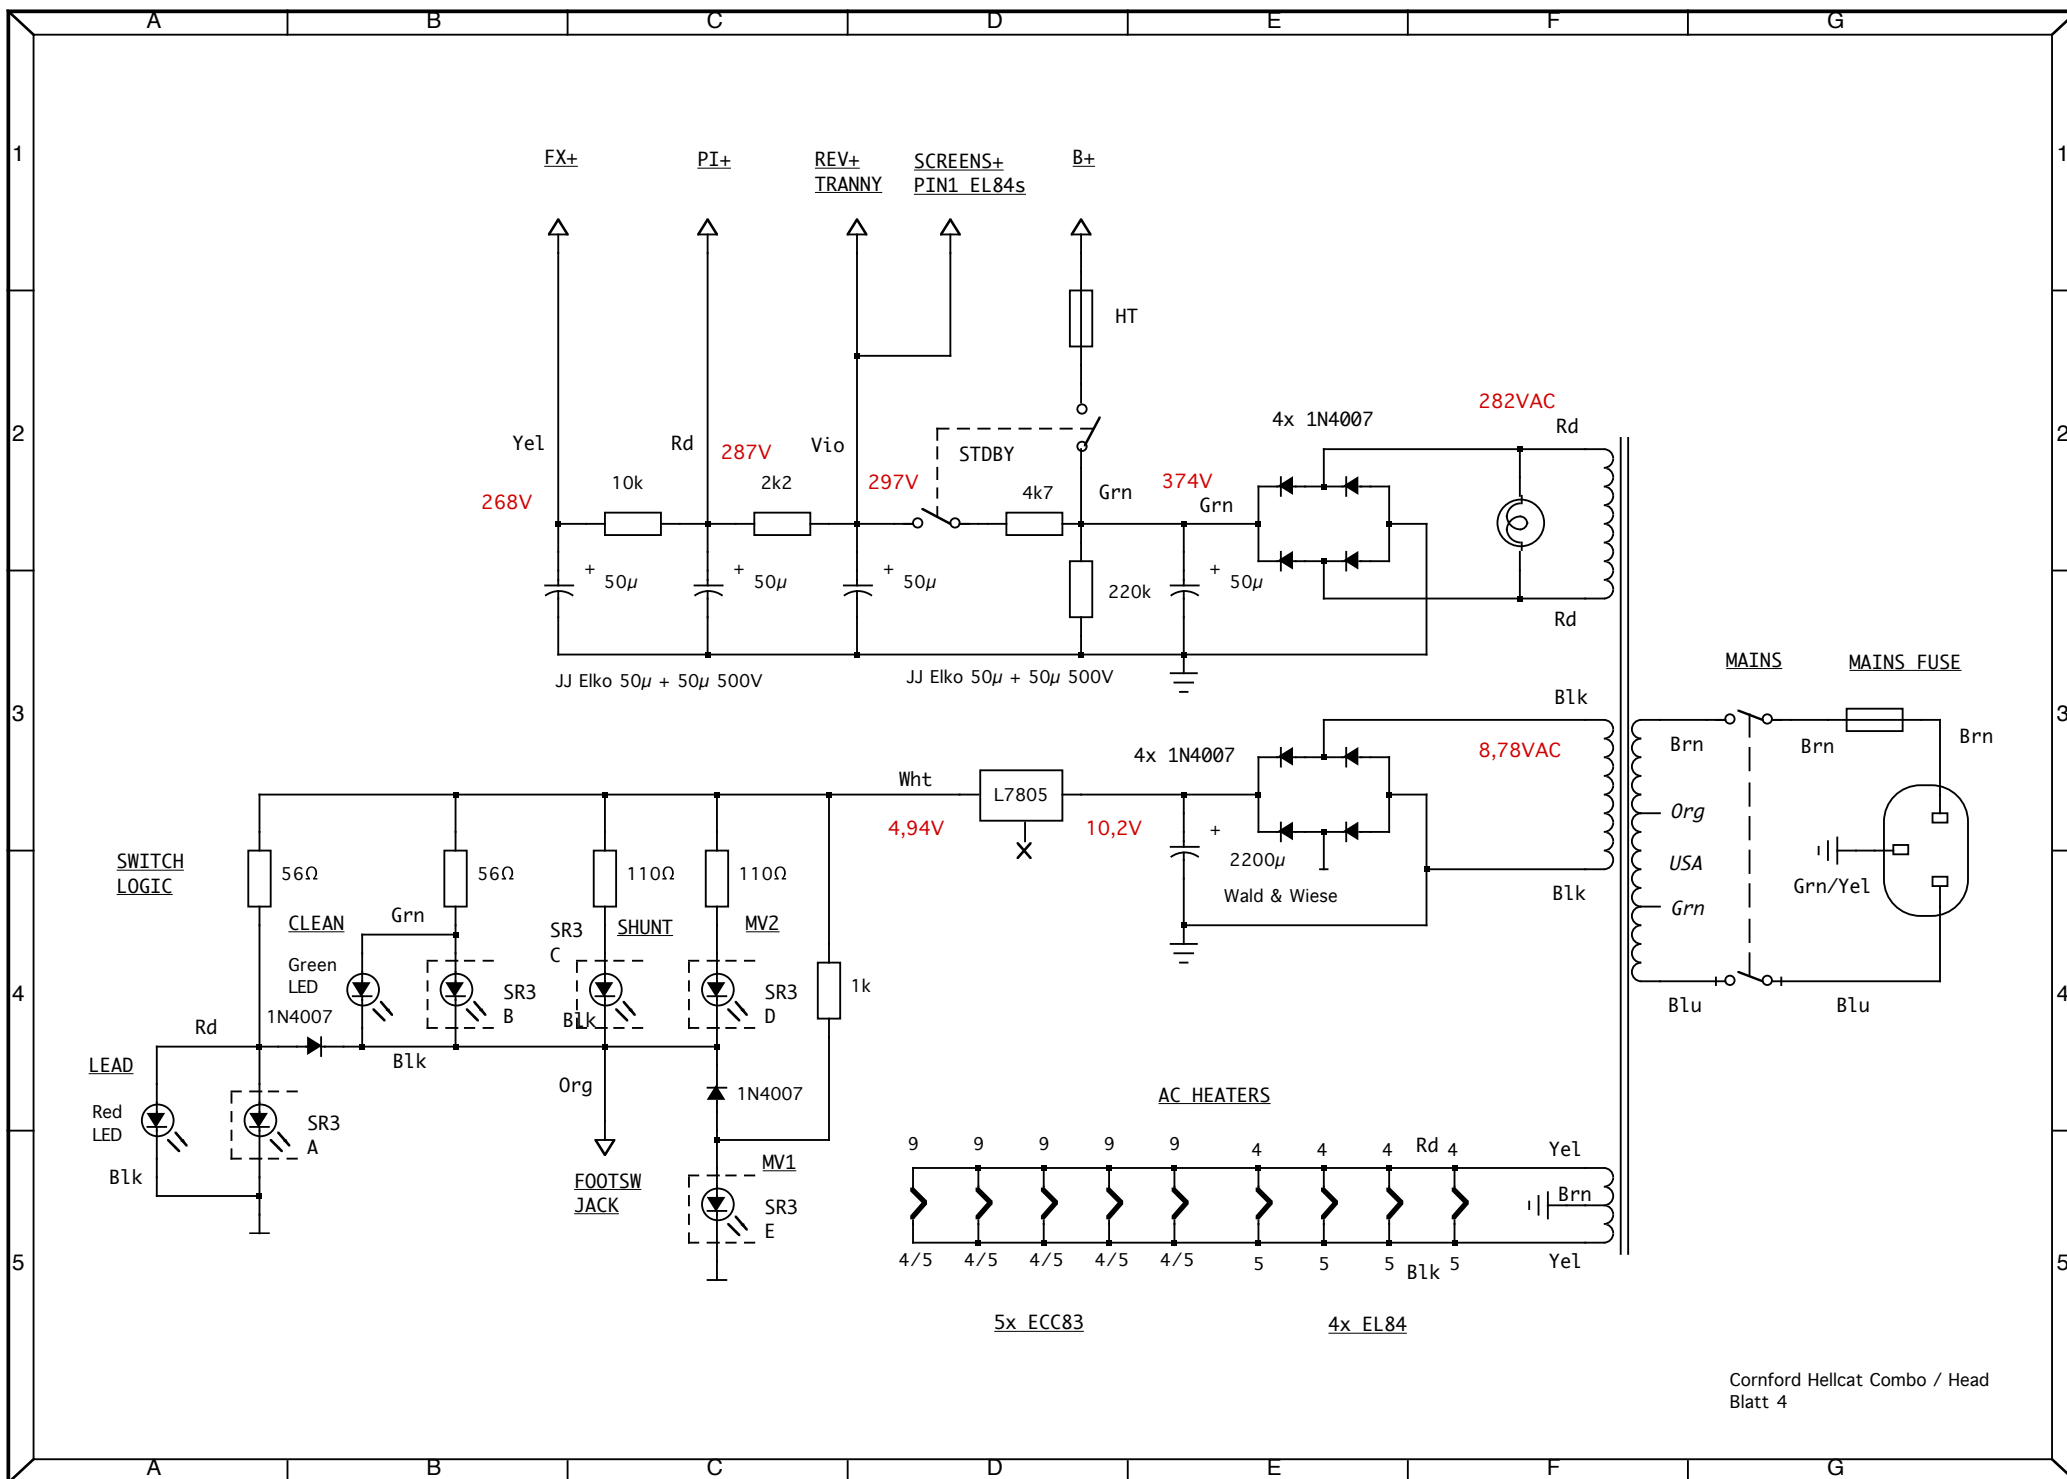 A B C D E F G
1 1
FX+ PI+ REV+ SCREENS+ B+
TRANNY PIN1 EL84s
HT
282VAC
4x 1N4007 Rd
2 2
Yel Rd 287V Vio STDBY
268V 10k 2k2 297V 4k7 Grn 374V Grn
+ 50µ + 50µ + 50µ 220k + 50µ
Rd
JJ Elko 50µ + 50µ 500V JJ Elko 50µ + 50µ 500V
MAINS MAINS FUSE
3 3
Blk
4x 1N4007 8,78VAC Brn Brn Brn
Wht L7805
4,94V 10,2V +
Org
SWITCH
LOGIC
56Ω 56Ω 110Ω 110Ω 2200µ USA
Wald & Wiese Blk Grn/Yel
Grn
CLEAN Grn SR3 SHUNT MV2
C
Green
LED
4 4
SR3
B
SR3
D
1k
1N4007 Blk Blu Blu
Rd
LEAD Blk
Org 1N4007 AC HEATERS
Red
LED
SR3
A
9 9 9 9 9 4 4 4 Rd 4 Yel
Blk MV1
FOOTSW
JACK
SR3
E
Brn
5 5
4/5 4/5 4/5 4/5 4/5 5 5 5 Blk 5 Yel
5x ECC83 4x EL84
Cornford Hellcat Combo / Head
Blatt 4
A B C D E F G